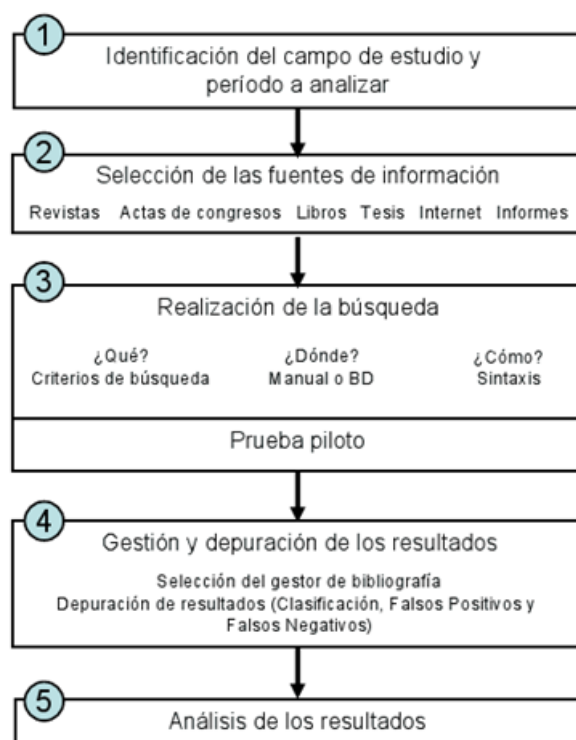 1
Identificación del campo de estudio y
período a analizar
2
Selección de las fuentes de información
Revistas Actas de congresos Libros Tesis Internet Informes
3
Realización de la búsqueda
¿Qué? ¿Dónde? ¿Cómo?
Criterios de búsqueda Manual o BD Sintaxis
Prueba piloto
4
Gestión y depuración de los resultados
Selección del gestor de bibliografía
Depuración de resultados (Clasificación, Falsos Positivos y
Falsos Negativos)
5
Análisis de los resultados